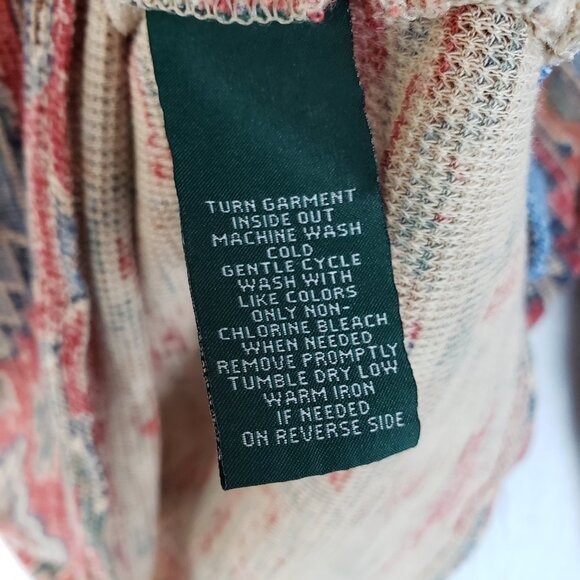 TURN GARMENT
INSIDE OUT
MACHINE WASH
COLD
GENTLE CYCLE
WASH WITH
LIKE COLORS
ONLY NON-
CHLORINE BLEACH
WHEN NEEDED
REMOVE PROMPTLY
TUMBLE DRY LOW
WARM IRON
IF NEEDED
ON REVERSE SIDE